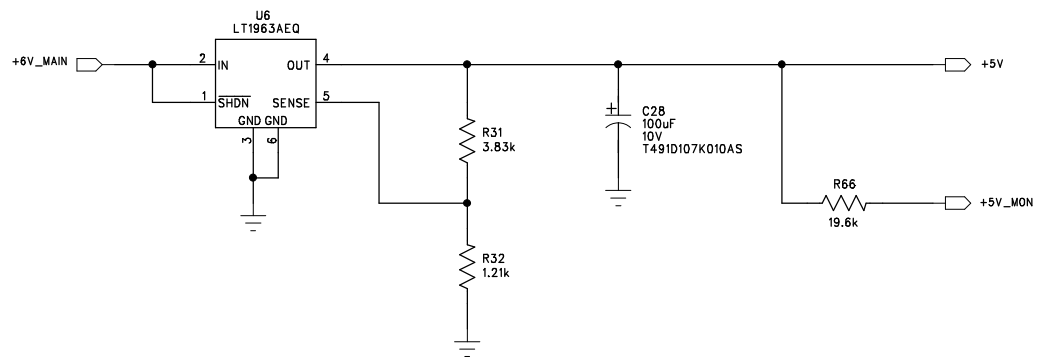 U6
LT1963AEQ
+6V_MAIN
2
IN
OUT
4
+5V
1
SHDN
SENSE
5
GND GND
3
6
C28
100uF
10V
T491D107K010AS
+
R31
3.83k
R66
19.6k
+5V_MON
R32
1.21k